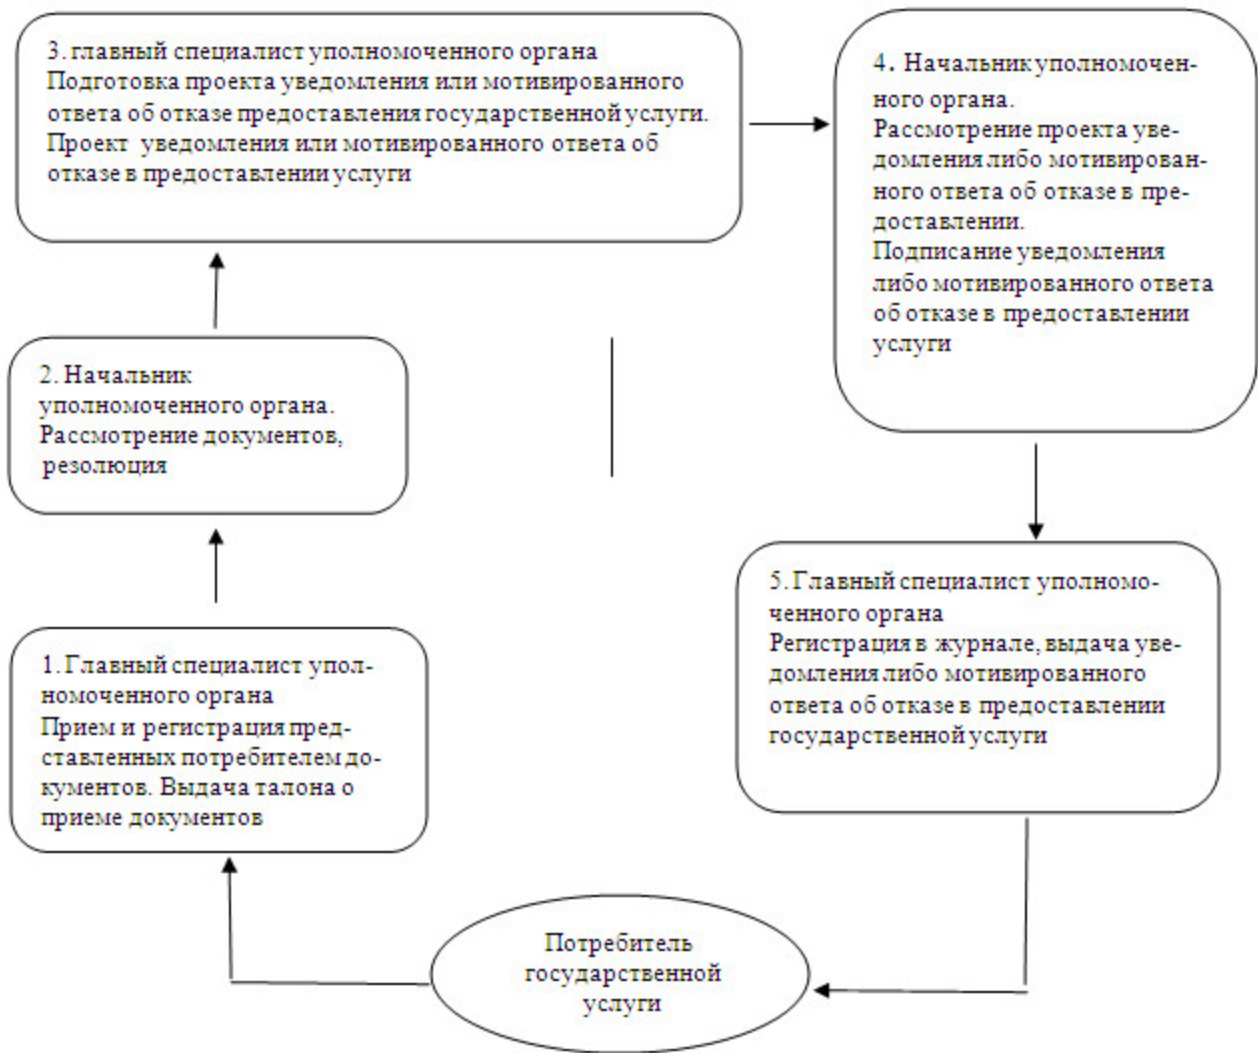 3. главный специалист уполномоченного органа
Подготовка проекта уведомления или мотивированного
ответа об отказе предоставления государственной услуги.
Проект уведомления или мотивированного ответа об
отказе в предоставлении услуги
4. Начальник уполномочен-
ного органа.
Рассмотрение проекта уве-
домления либо мотивирован-
ного ответа об отказе в пре-
доставлении.
Подписание уведомления
либо мотивированного ответа
об отказе в предоставлении
услуги
2. Начальник
уполномоченного органа.
Рассмотрение документов,
резолюция
5. Главный специалист уполномо-
ченного органа
Регистрация в журнале, выдача уве-
домления либо мотивированного
ответа об отказе в предоставлении
государственной услуги
1. Главный специалист упол-
номоченного органа
Прием и регистрация пред-
ставленных потребителем до-
кументов. Выдача талона о
приеме документов
Потребитель
государственной
услуги